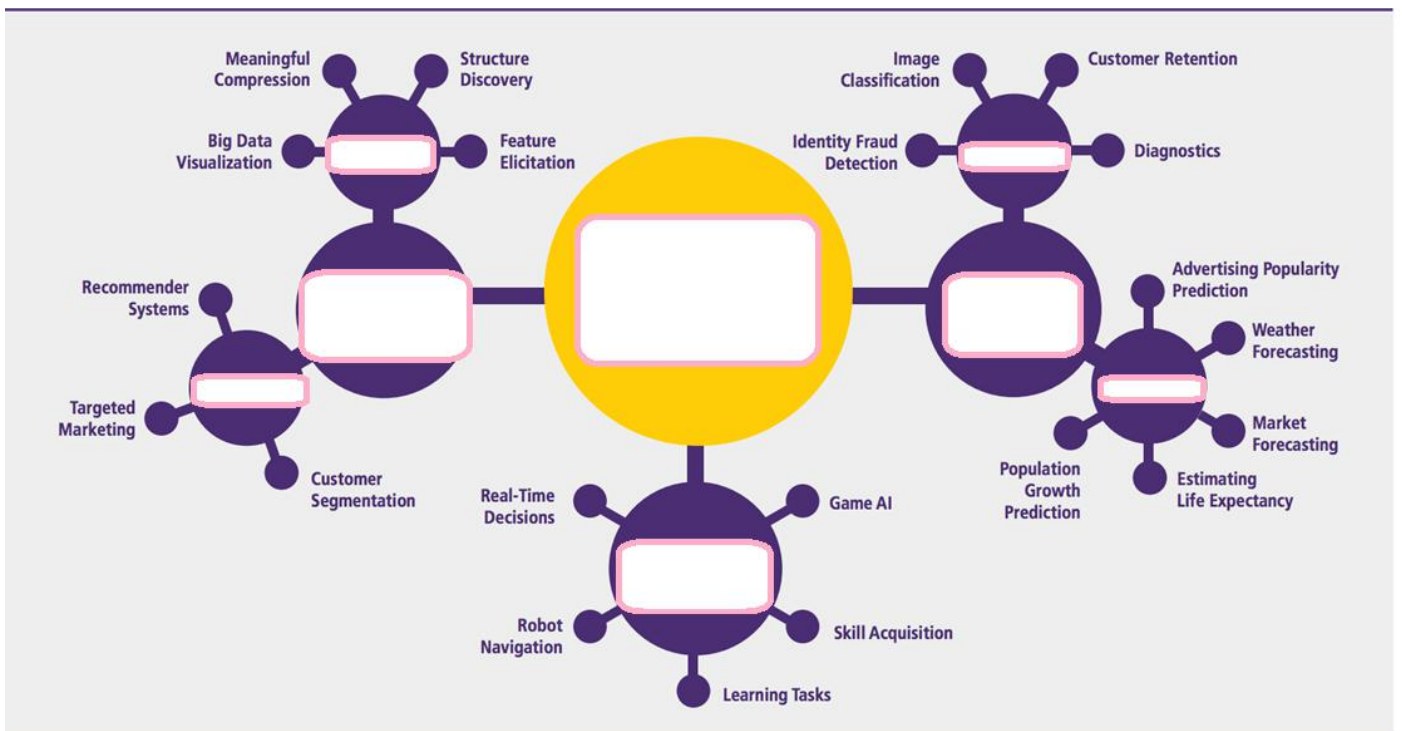 Meaningful
Compression
Structure
Discovery
Big Data
Visualization
Feature
Elicitation
Recommender
Systems
Targeted
Marketing
Customer
Segmentation
Image
Classification
Customer Retention
Identity Fraud
Detection
Diagnostics
Advertising Popularity
Prediction
Weather
Forecasting
Market
Forecasting
Estimating
Life Expectancy
Population
Growth
Prediction
Real-Time
Decisions
Game AI
Robot
Navigation
Skill Acquisition
Learning Tasks